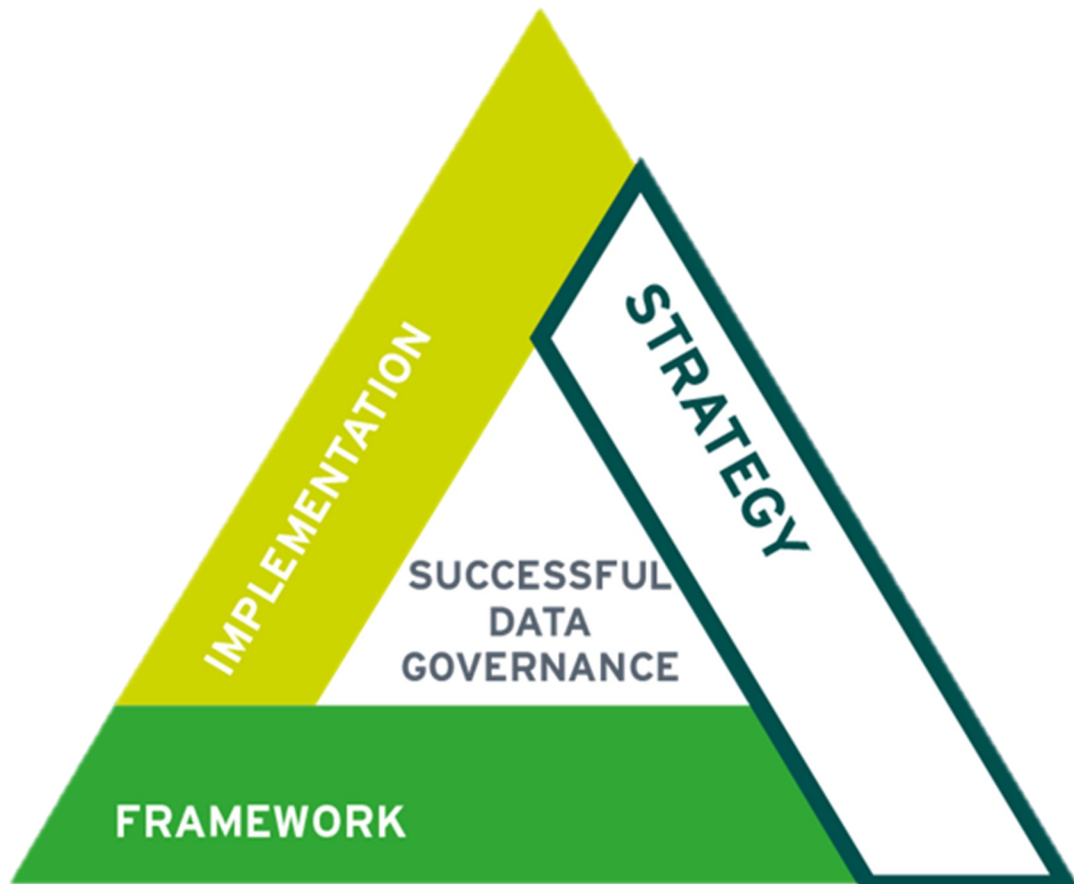 IMPLEMENTATION
STRATEGY
SUCCESSFUL
DATA
GOVERNANCE
FRAMEWORK